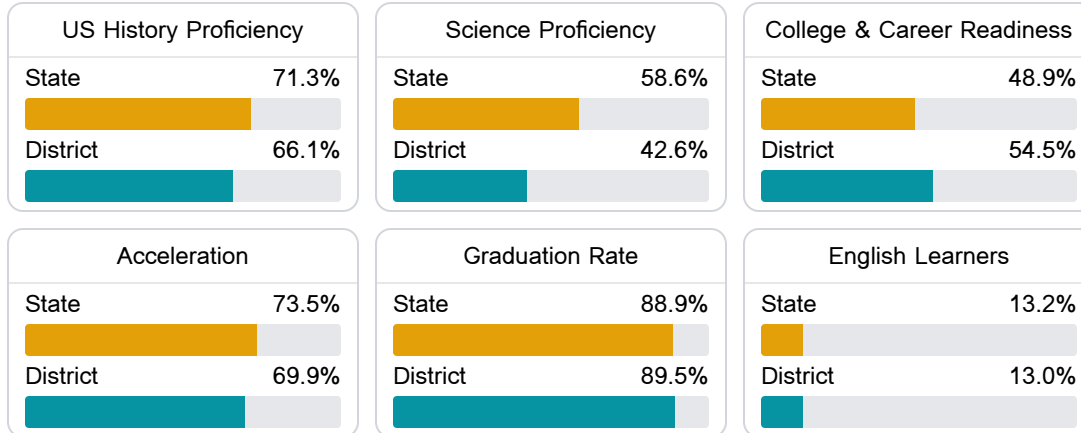 US History Proficiency
State 71.3%
District 66.1%
Science Proficiency
State 58.6%
District 42.6%
College & Career Readiness
State 48.9%
District 54.5%
Acceleration
State 73.5%
District 69.9%
Graduation Rate
State 88.9%
District 89.5%
English Learners
State 13.2%
District 13.0%